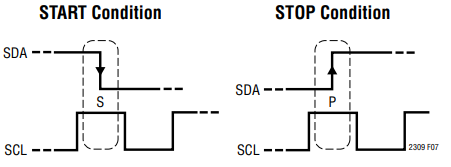 START Condition
STOP Condition
SDA
S
SCL
SDA
P
SCL
2309 F07